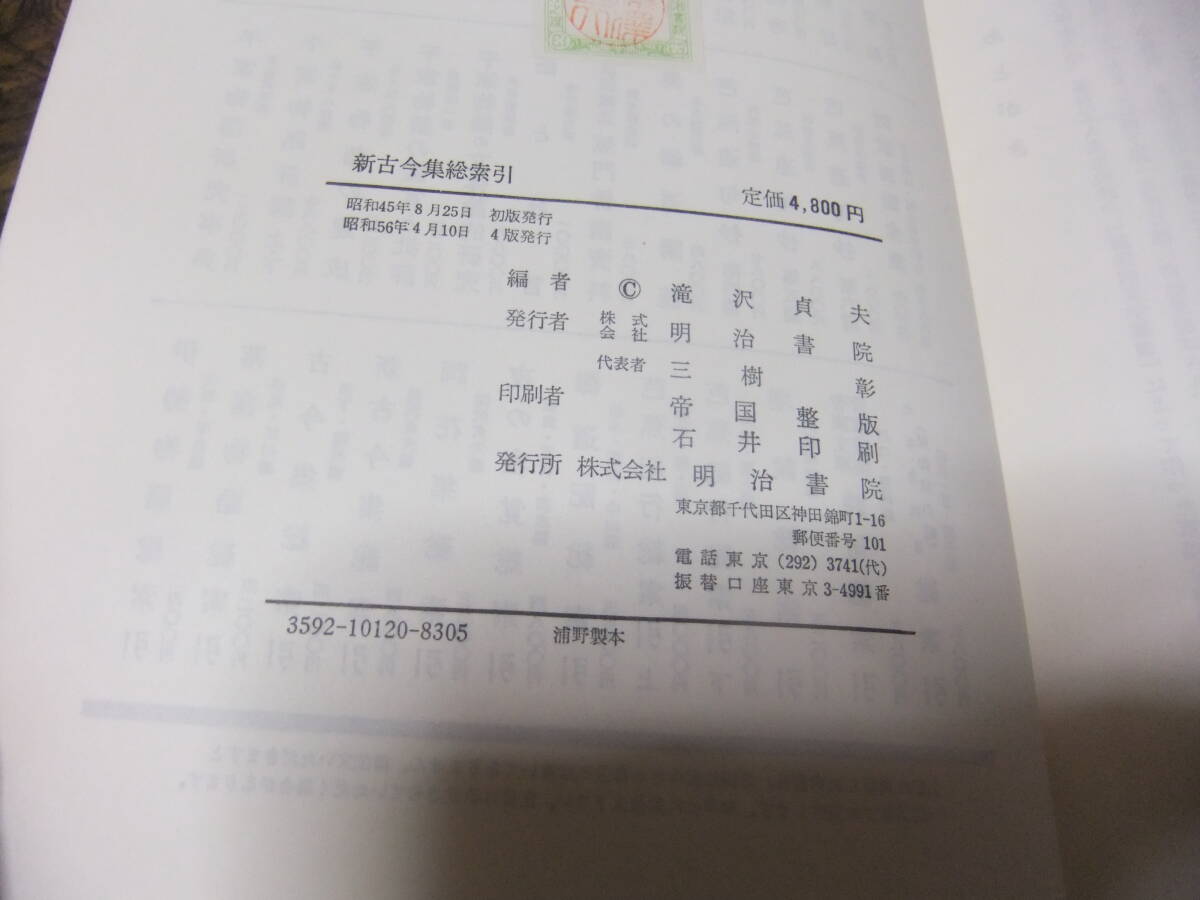 新古今集総索引
定価 4,800 円
昭和45年8月25日 初版発行
昭和56年4月10日 4版発行
編者 © 滝沢貞夫
発行者 株式会社 明治書院
代表者 三樹彰
印刷者 帝国整版
石井印刷
発行所 株式会社 明治書院
東京都千代田区神田錦町1-16
郵便番号 101
電話東京 (292) 3741(代)
振替口座東京 3-4991番
3592-10120-8305 浦野製本